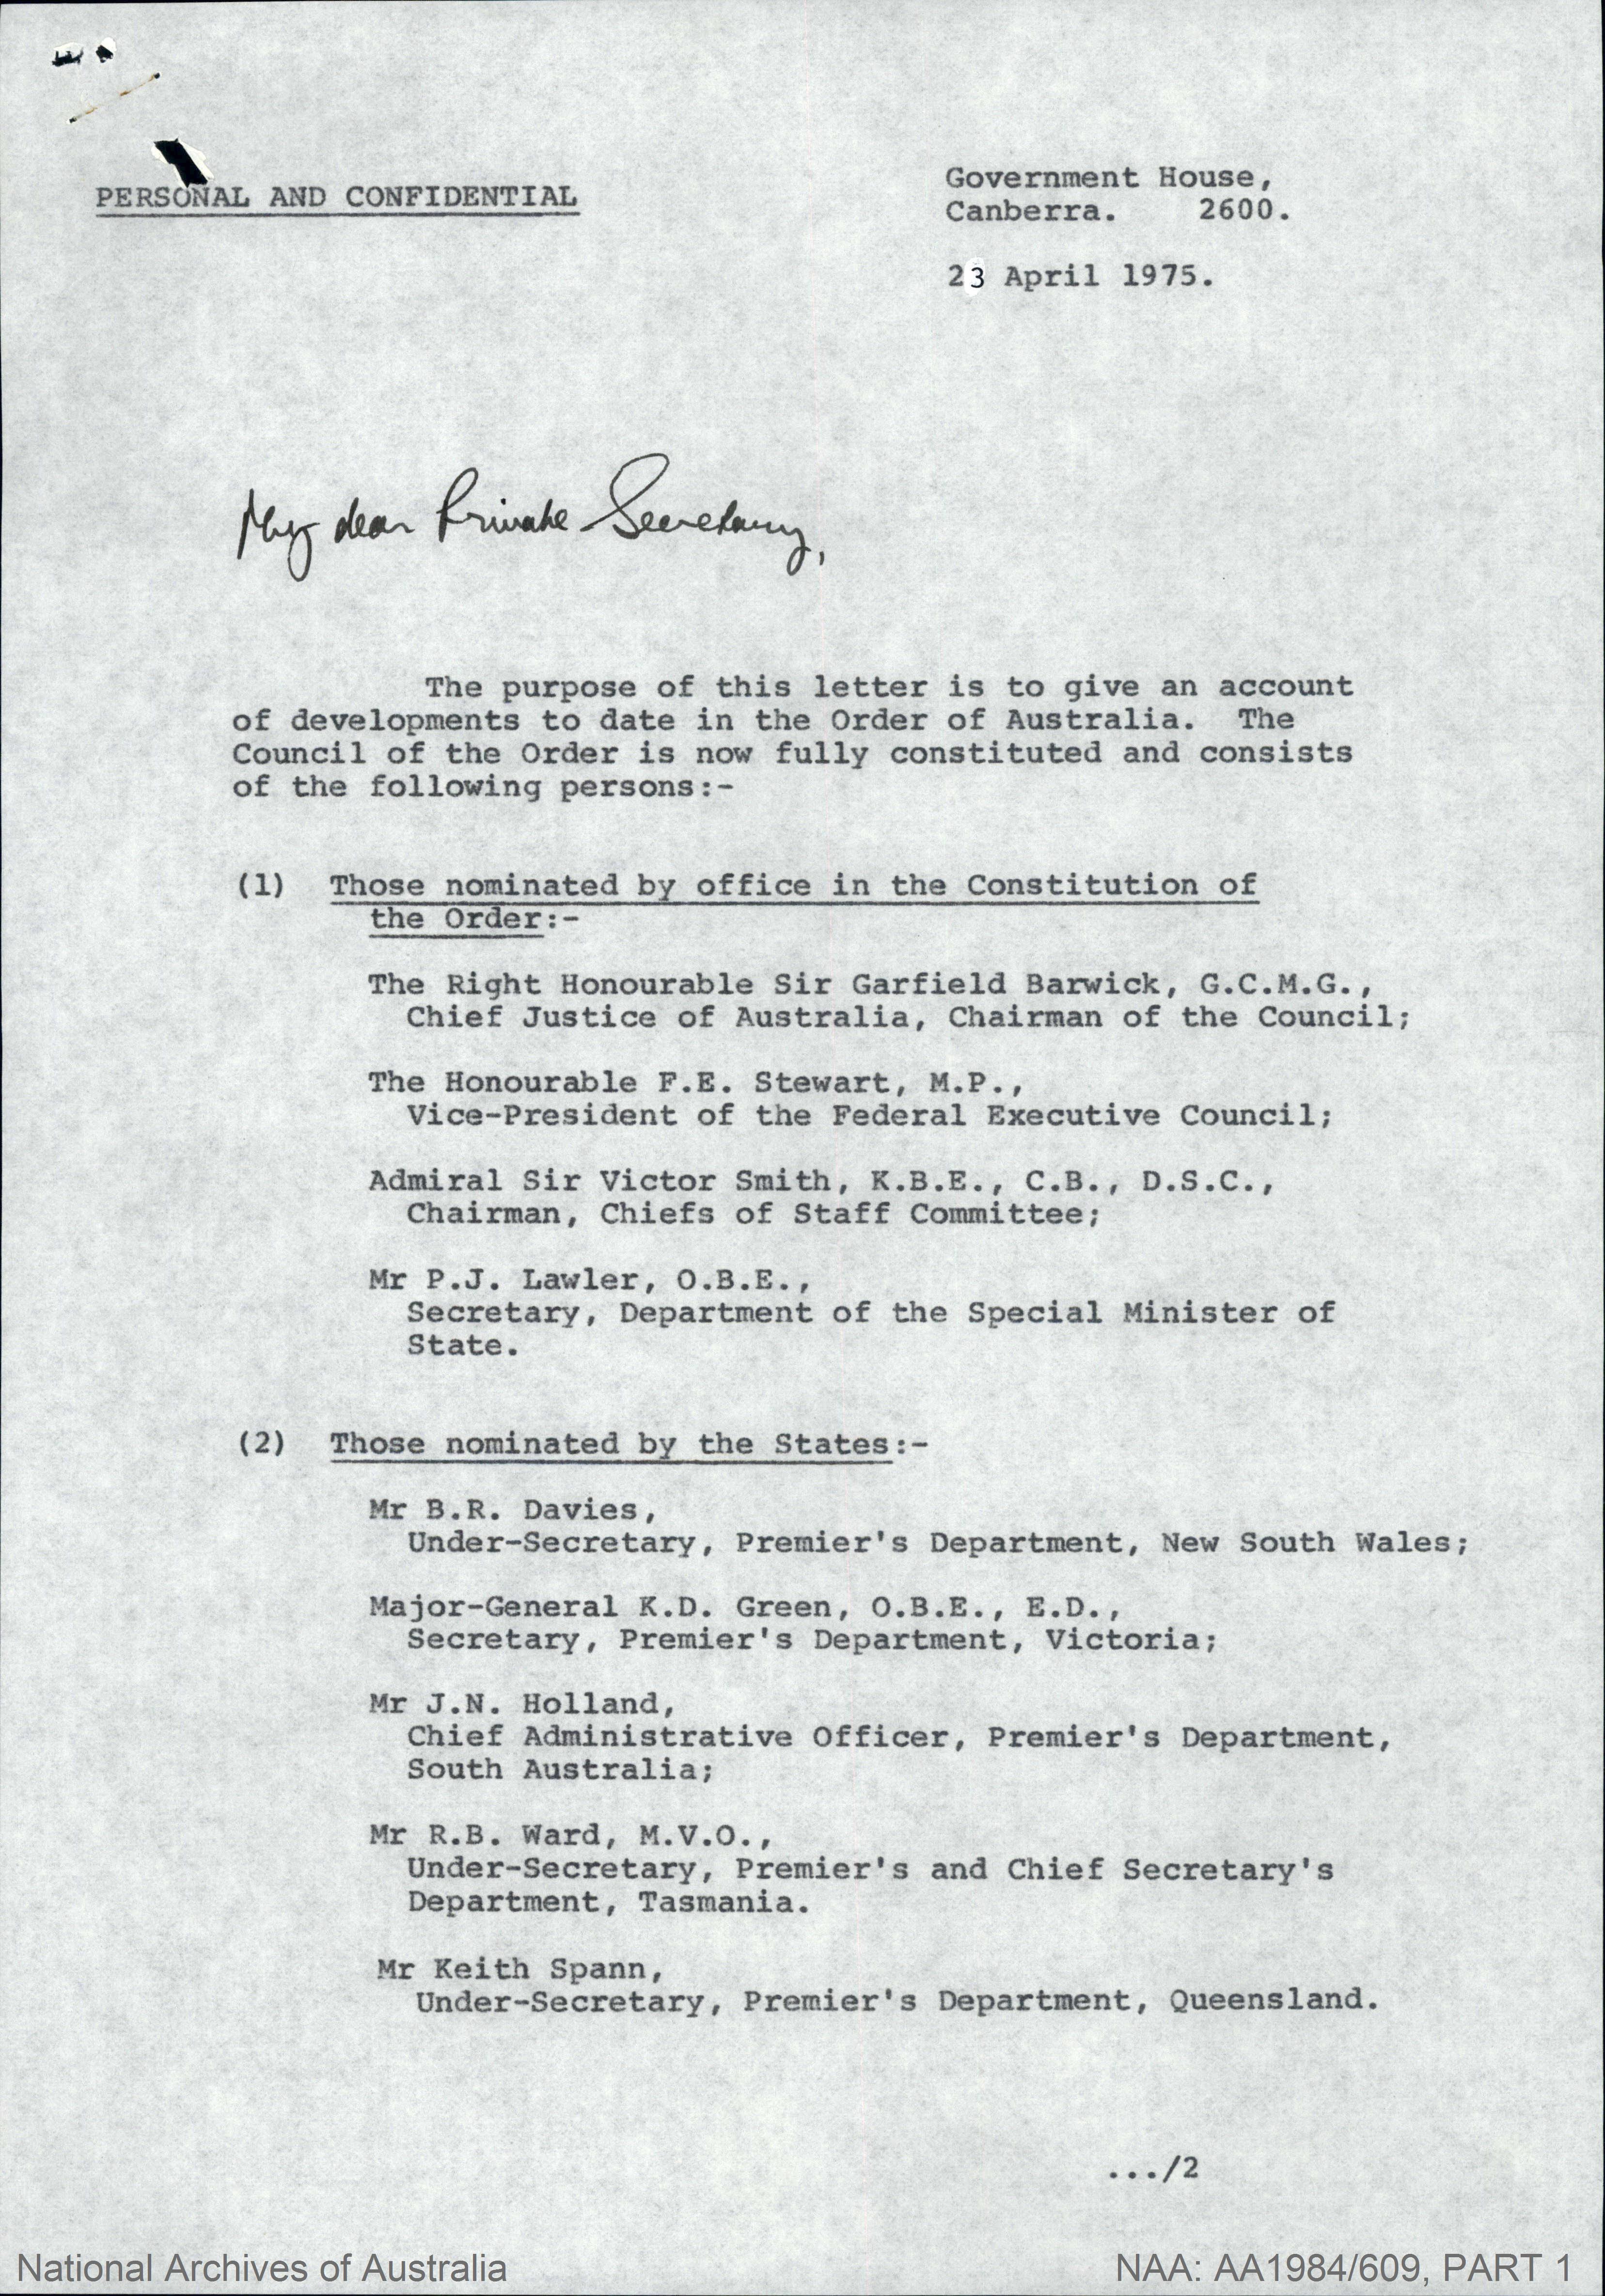 PERSONAL AND CONFIDENTIAL
Government House,
Canberra. 2600.
23 April 1975.
My dear Private Secretary,
The purpose of this letter is to give an account
of developments to date in the Order of Australia. The
Council of the Order is now fully constituted and consists
of the following persons:-
(1) Those nominated by office in the Constitution of
the Order:-
The Right Honourable Sir Garfield Barwick, G.C.M.G.,
Chief Justice of Australia, Chairman of the Council;
The Honourable F.E. Stewart, M.P.,
Vice-President of the Federal Executive Council;
Admiral Sir Victor Smith, K.B.E., C.B., D.S.C.,
Chairman, Chiefs of Staff Committee;
Mr P.J. Lawler, O.B.E.,
Secretary, Department of the Special Minister of
State.
(2) Those nominated by the States:-
Mr B.R. Davies,
Under-Secretary, Premier's Department, New South Wales;
Major-General K.D. Green, O.B.E., E.D.,
Secretary, Premier's Department, Victoria;
Mr J.N. Holland,
Chief Administrative Officer, Premier's Department,
South Australia;
Mr R.B. Ward, M.V.O.,
Under-Secretary, Premier's and Chief Secretary's
Department, Tasmania.
Mr Keith Spann,
Under-Secretary, Premier's Department, Queensland.
.../2
National Archives of Australia
NAA: AA1984/609, PART 1